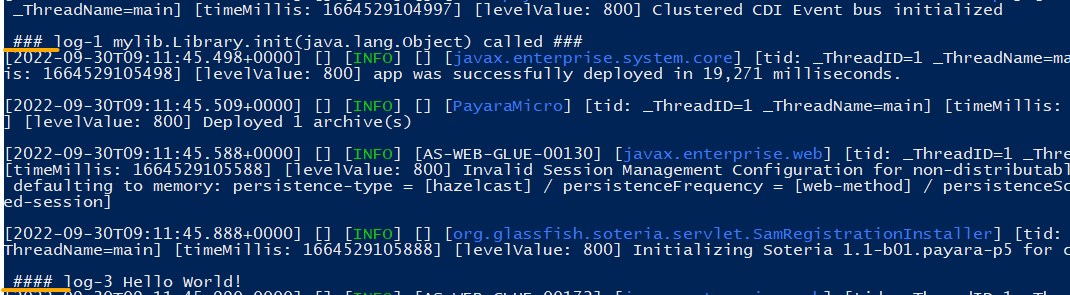 _ThreadName=main] [timeMillis: 1664529104997] [levelValue: 800] Clustered CDI Event bus initialized
### log-1 mylib.Library.init(java.lang.Object) called ###
[2022-09-30T09:11:45.498+0000] [] [INFO] [] [javax.enterprise.system.core] [tid: _ThreadID=1 _ThreadName=ma
is: 1664529105498] [levelValue: 800] app was successfully deployed in 19,271 milliseconds.
[2022-09-30T09:11:45.509+0000] [] [INFO] [] [PayaraMicro] [tid: _ThreadID=1 _ThreadName=main] [timeMillis:
] [levelValue: 800] Deployed 1 archive(s)
[2022-09-30T09:11:45.588+0000] [] [INFO] [AS-WEB-GLUE-00130] [javax.enterprise.web] [tid: _ThreadID=1 _Thre
[timeMillis: 1664529105588] [levelValue: 800] Invalid Session Management Configuration for non-distributabl
defaulting to memory: persistence-type = [hazelcast] / persistenceFrequency = [web-method] / persistenceSc
ed-session]
[2022-09-30T09:11:45.888+0000] [] [INFO] [] [org.glassfish.soteria.servlet.SamRegistrationInstaller] [tid:
ThreadName=main] [timeMillis: 1664529105888] [levelValue: 800] Initializing Soteria 1.1-b01.payara-p5 for c
#### log-3 Hello World!